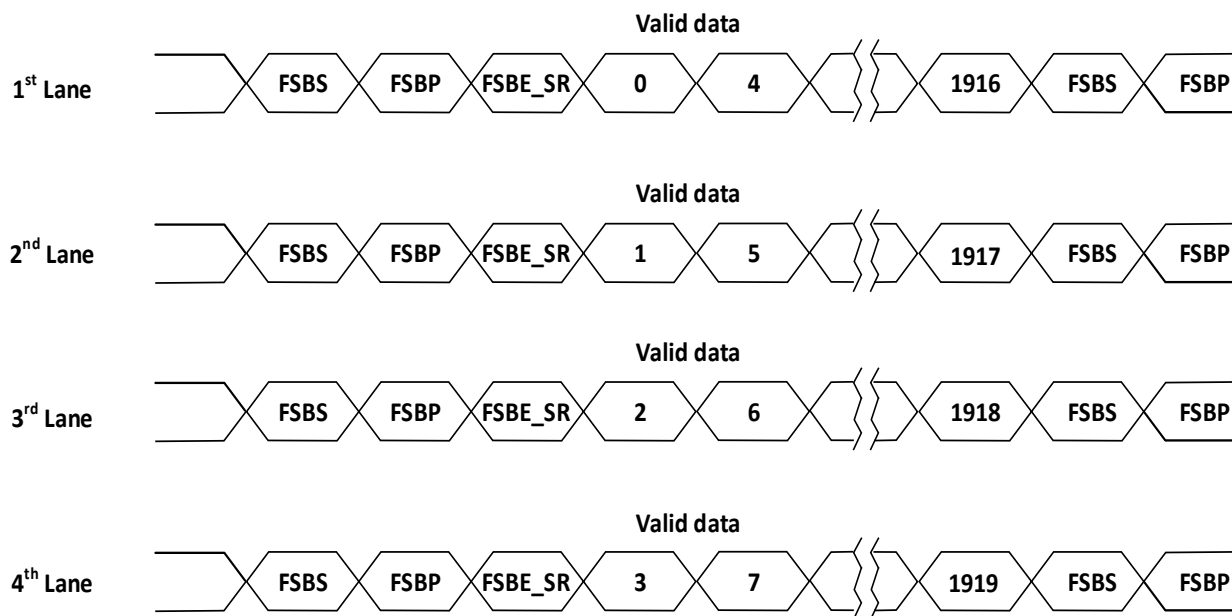 Valid data
1st Lane FSBS FSBP FSBE_SR 0 4 1916 FSBS FSBP
Valid data
2nd Lane FSBS FSBP FSBE_SR 1 5 1917 FSBS FSBP
Valid data
3rd Lane FSBS FSBP FSBE_SR 2 6 1918 FSBS FSBP
Valid data
4th Lane FSBS FSBP FSBE_SR 3 7 1919 FSBS FSBP